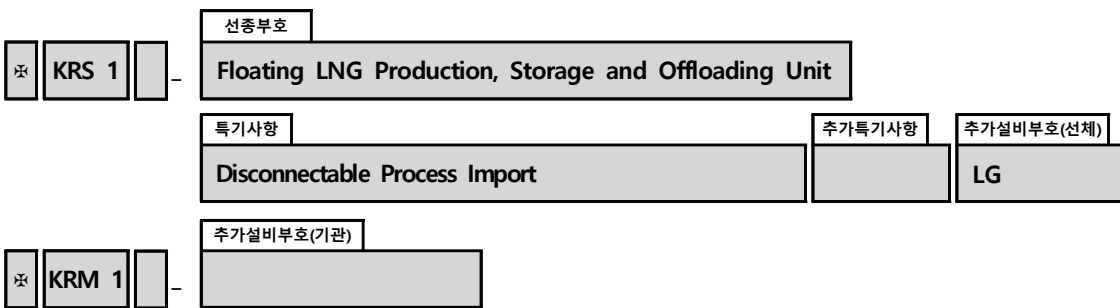 선종부호
✠ KRS 1 – Floating LNG Production, Storage and Offloading Unit
특기사항 추가특기사항 추가설비부호(선체)
Disconnectable Process Import LG
추가설비부호(기관)
✠ KRM 1 –